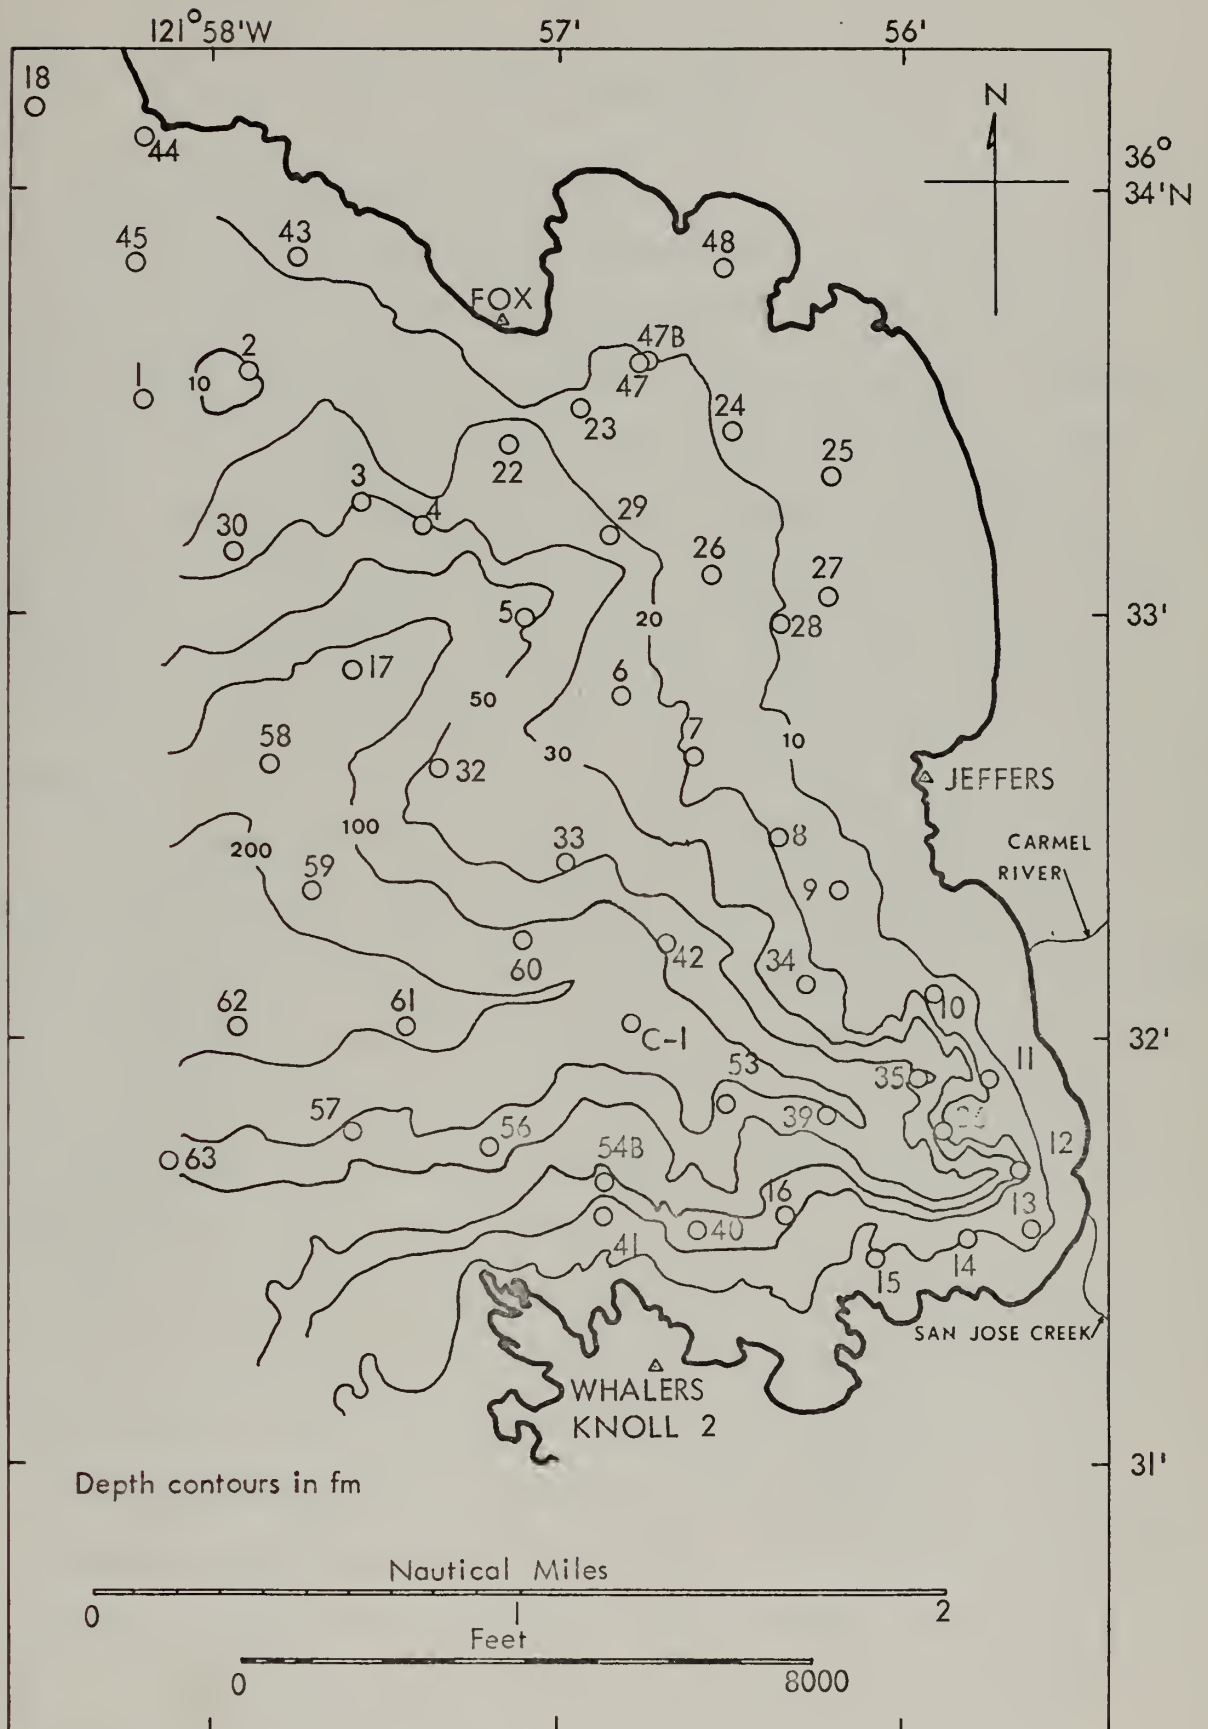 121°58'W 57' 56'
18
N
44
36°
34'N
45 43 48
FOX
47B
1 2
10
47
23 24
22 25
3 4
30 29
26 27
5 20 28
17 6
50
7
58 32 30 10
JEFFERS
100 33 8
200 59 9
CARMEL
RIVER
60 42 34
62 61 10
C-1 32'
53 35 11
57 56 39
54B 12
63 16 13
40
41 15 14
SAN JOSE CREEK
WHALERS
KNOLL 2
31'
Depth contours in fm
Nautical Miles
0 1 2
Feet
0 8000